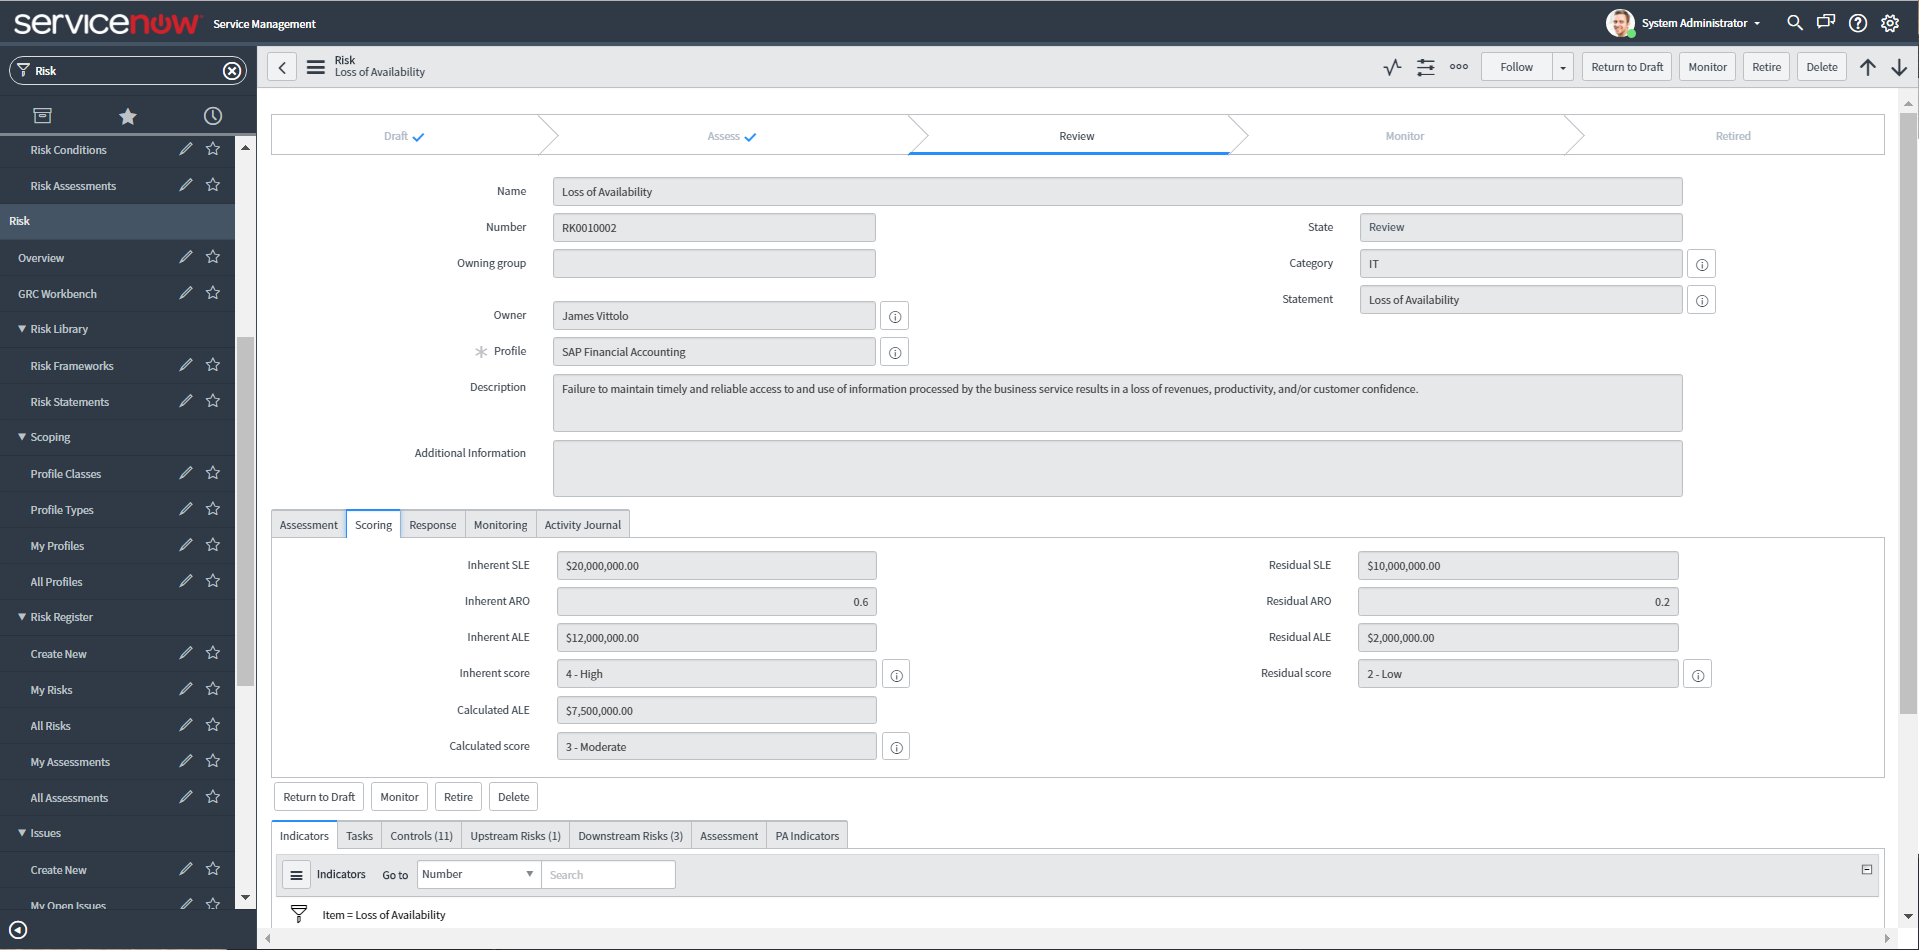 servicenow Service Management
System Administrator
Risk
Risk
Loss of Availability
Follow
Return to Draft
Monitor
Retire
Delete
Risk Conditions
Risk Assessments
Risk
Overview
GRC Workbench
Risk Library
Risk Frameworks
Risk Statements
Scoping
Profile Classes
Profile Types
My Profiles
All Profiles
Risk Register
Create New
My Risks
All Risks
My Assessments
All Assessments
Issues
Create New
My Open Issues
Draft
Assess
Review
Monitor
Retired
Name Loss of Availability
Number RK0010002
State Review
Owning group
Category IT
Statement Loss of Availability
Owner James Vittolo
Profile SAP Financial Accounting
Description Failure to maintain timely and reliable access to and use of information processed by the business service results in a loss of revenues, productivity, and/or customer confidence.
Additional Information
Assessment Scoring Response Monitoring Activity Journal
Inherent SLE $20,000,000.00 Residual SLE $10,000,000.00
Inherent ARO 0.6 Residual ARO 0.2
Inherent ALE $12,000,000.00 Residual ALE $2,000,000.00
Inherent score 4 - High Residual score 2 - Low
Calculated ALE $7,500,000.00
Calculated score 3 - Moderate
Return to Draft Monitor Retire Delete
Indicators Tasks Controls (11) Upstream Risks (1) Downstream Risks (3) Assessment PA Indicators
Indicators Go to Number Search
Item = Loss of Availability